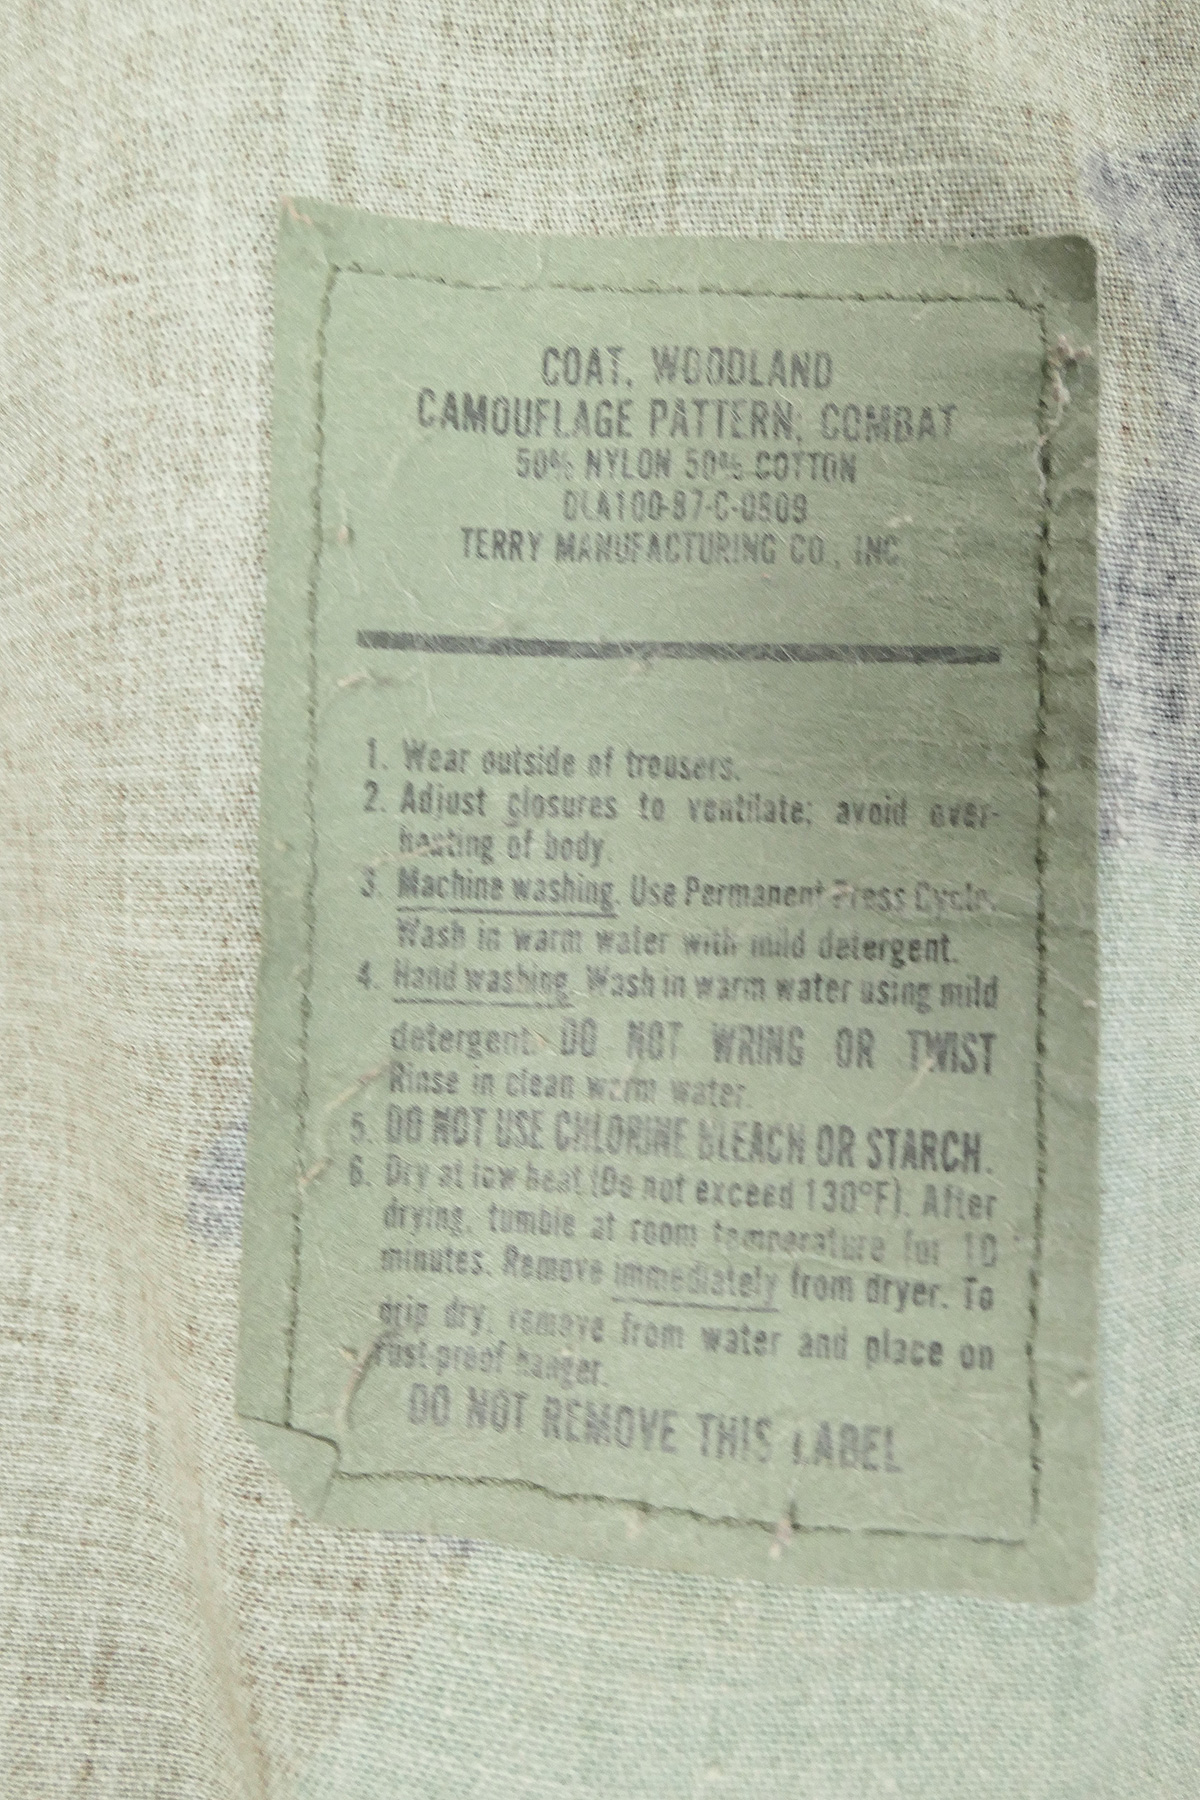 COAT, WOODLAND
CAMOUFLAGE PATTERN; COMBAT
50% NYLON 50% COTTON
DLA100-87-C-0809
TERRY MANUFACTURING CO., INC.
1. Wear outside of trousers.
2. Adjust closures to ventilate; avoid over-
heating of body.
3. Machine washing. Use Permanent Press Cycle.
Wash in warm water with mild detergent.
4. Hand washing. Wash in warm water using mild
detergent. DO NOT WRING OR TWIST
Rinse in clean warm water.
5. DO NOT USE CHLORINE BLEACH OR STARCH.
6. Dry at low heat (Do not exceed 130°F). After
drying, tumble at room temperature for 10
minutes. Remove immediately from dryer. To
drip dry, remove from water and place on
rust-proof hanger.
DO NOT REMOVE THIS LABEL